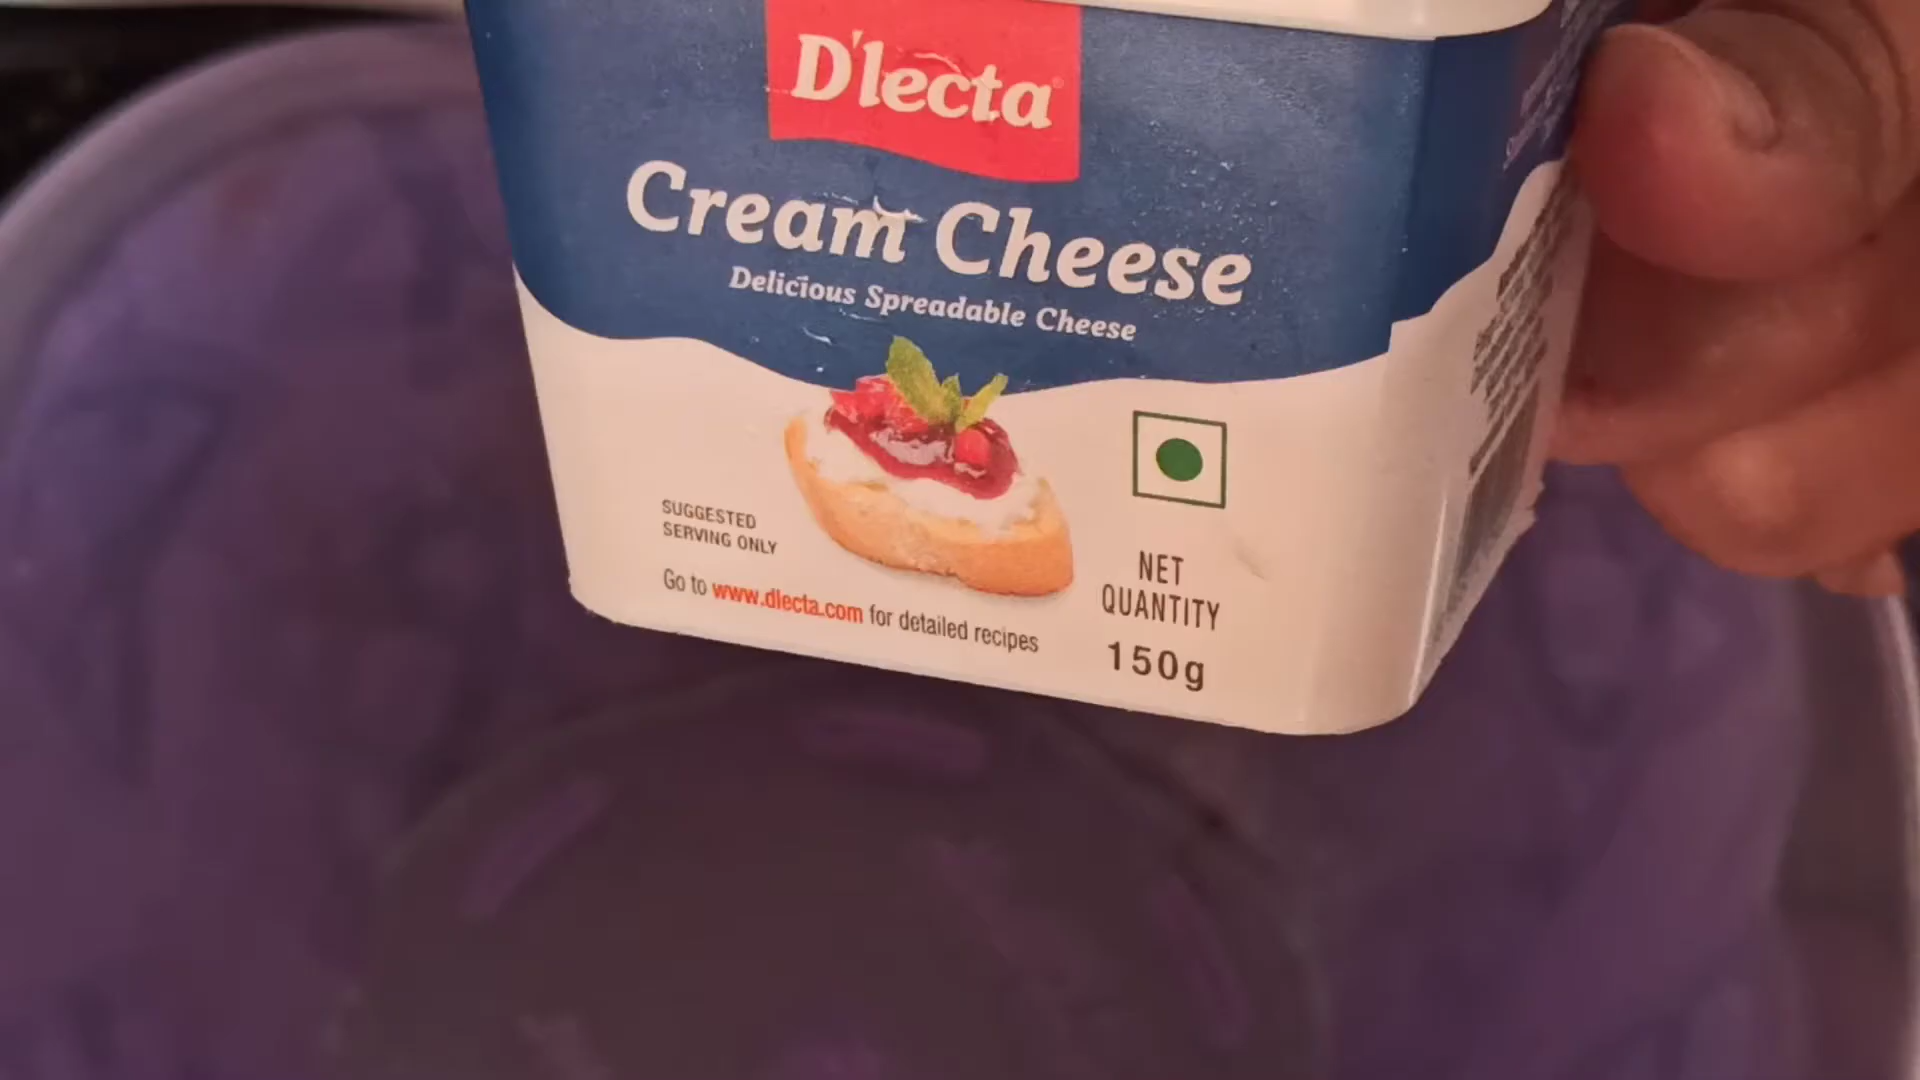 D'lecta
Cream Cheese
Delicious Spreadable Cheese
SUGGESTED
SERVING ONLY
Go to www.dlecta.com for detailed recipes
NET
QUANTITY
150g